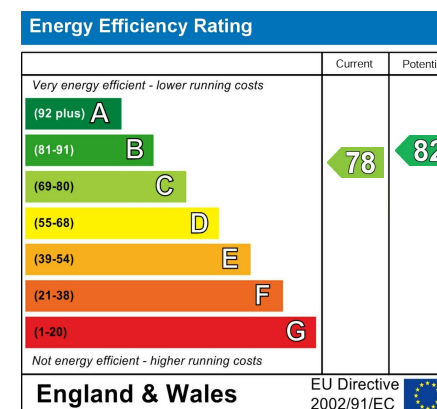 Energy Efficiency Rating
Current Potenti
Very energy efficient - lower running costs
(92 plus) A
(81-91) B
(69-80) C
(55-68) D
(39-54) E
(21-38) F
(1-20) G
78
82
Not energy efficient - higher running costs
England & Wales
EU Directive
2002/91/EC